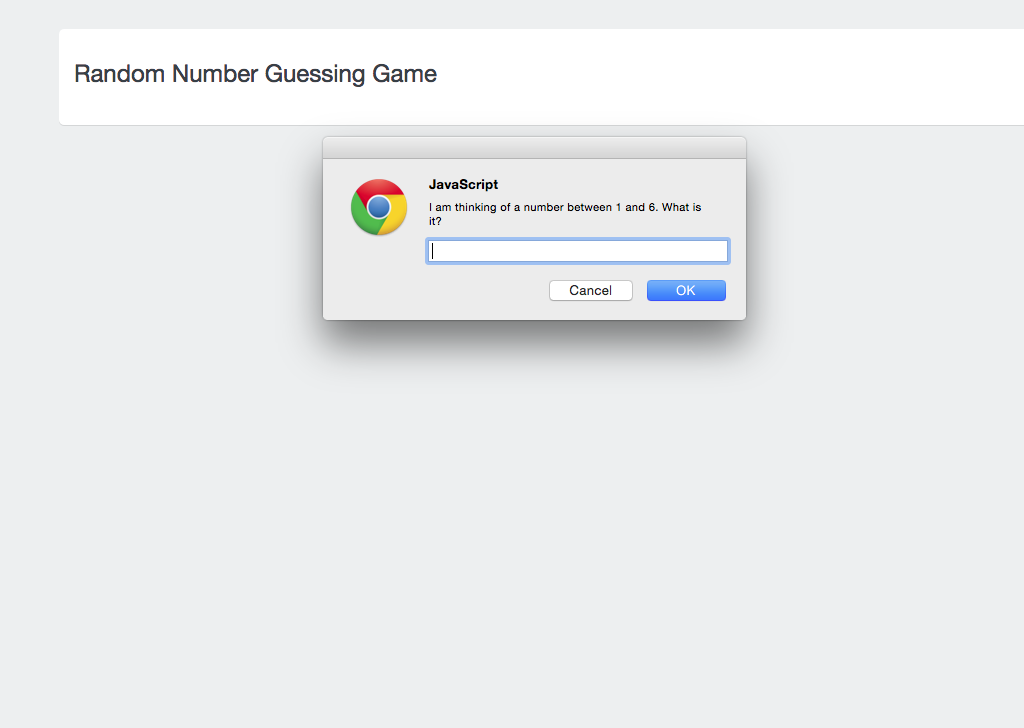 Random Number Guessing Game
JavaScript
I am thinking of a number between 1 and 6. What is
it?
Cancel
OK